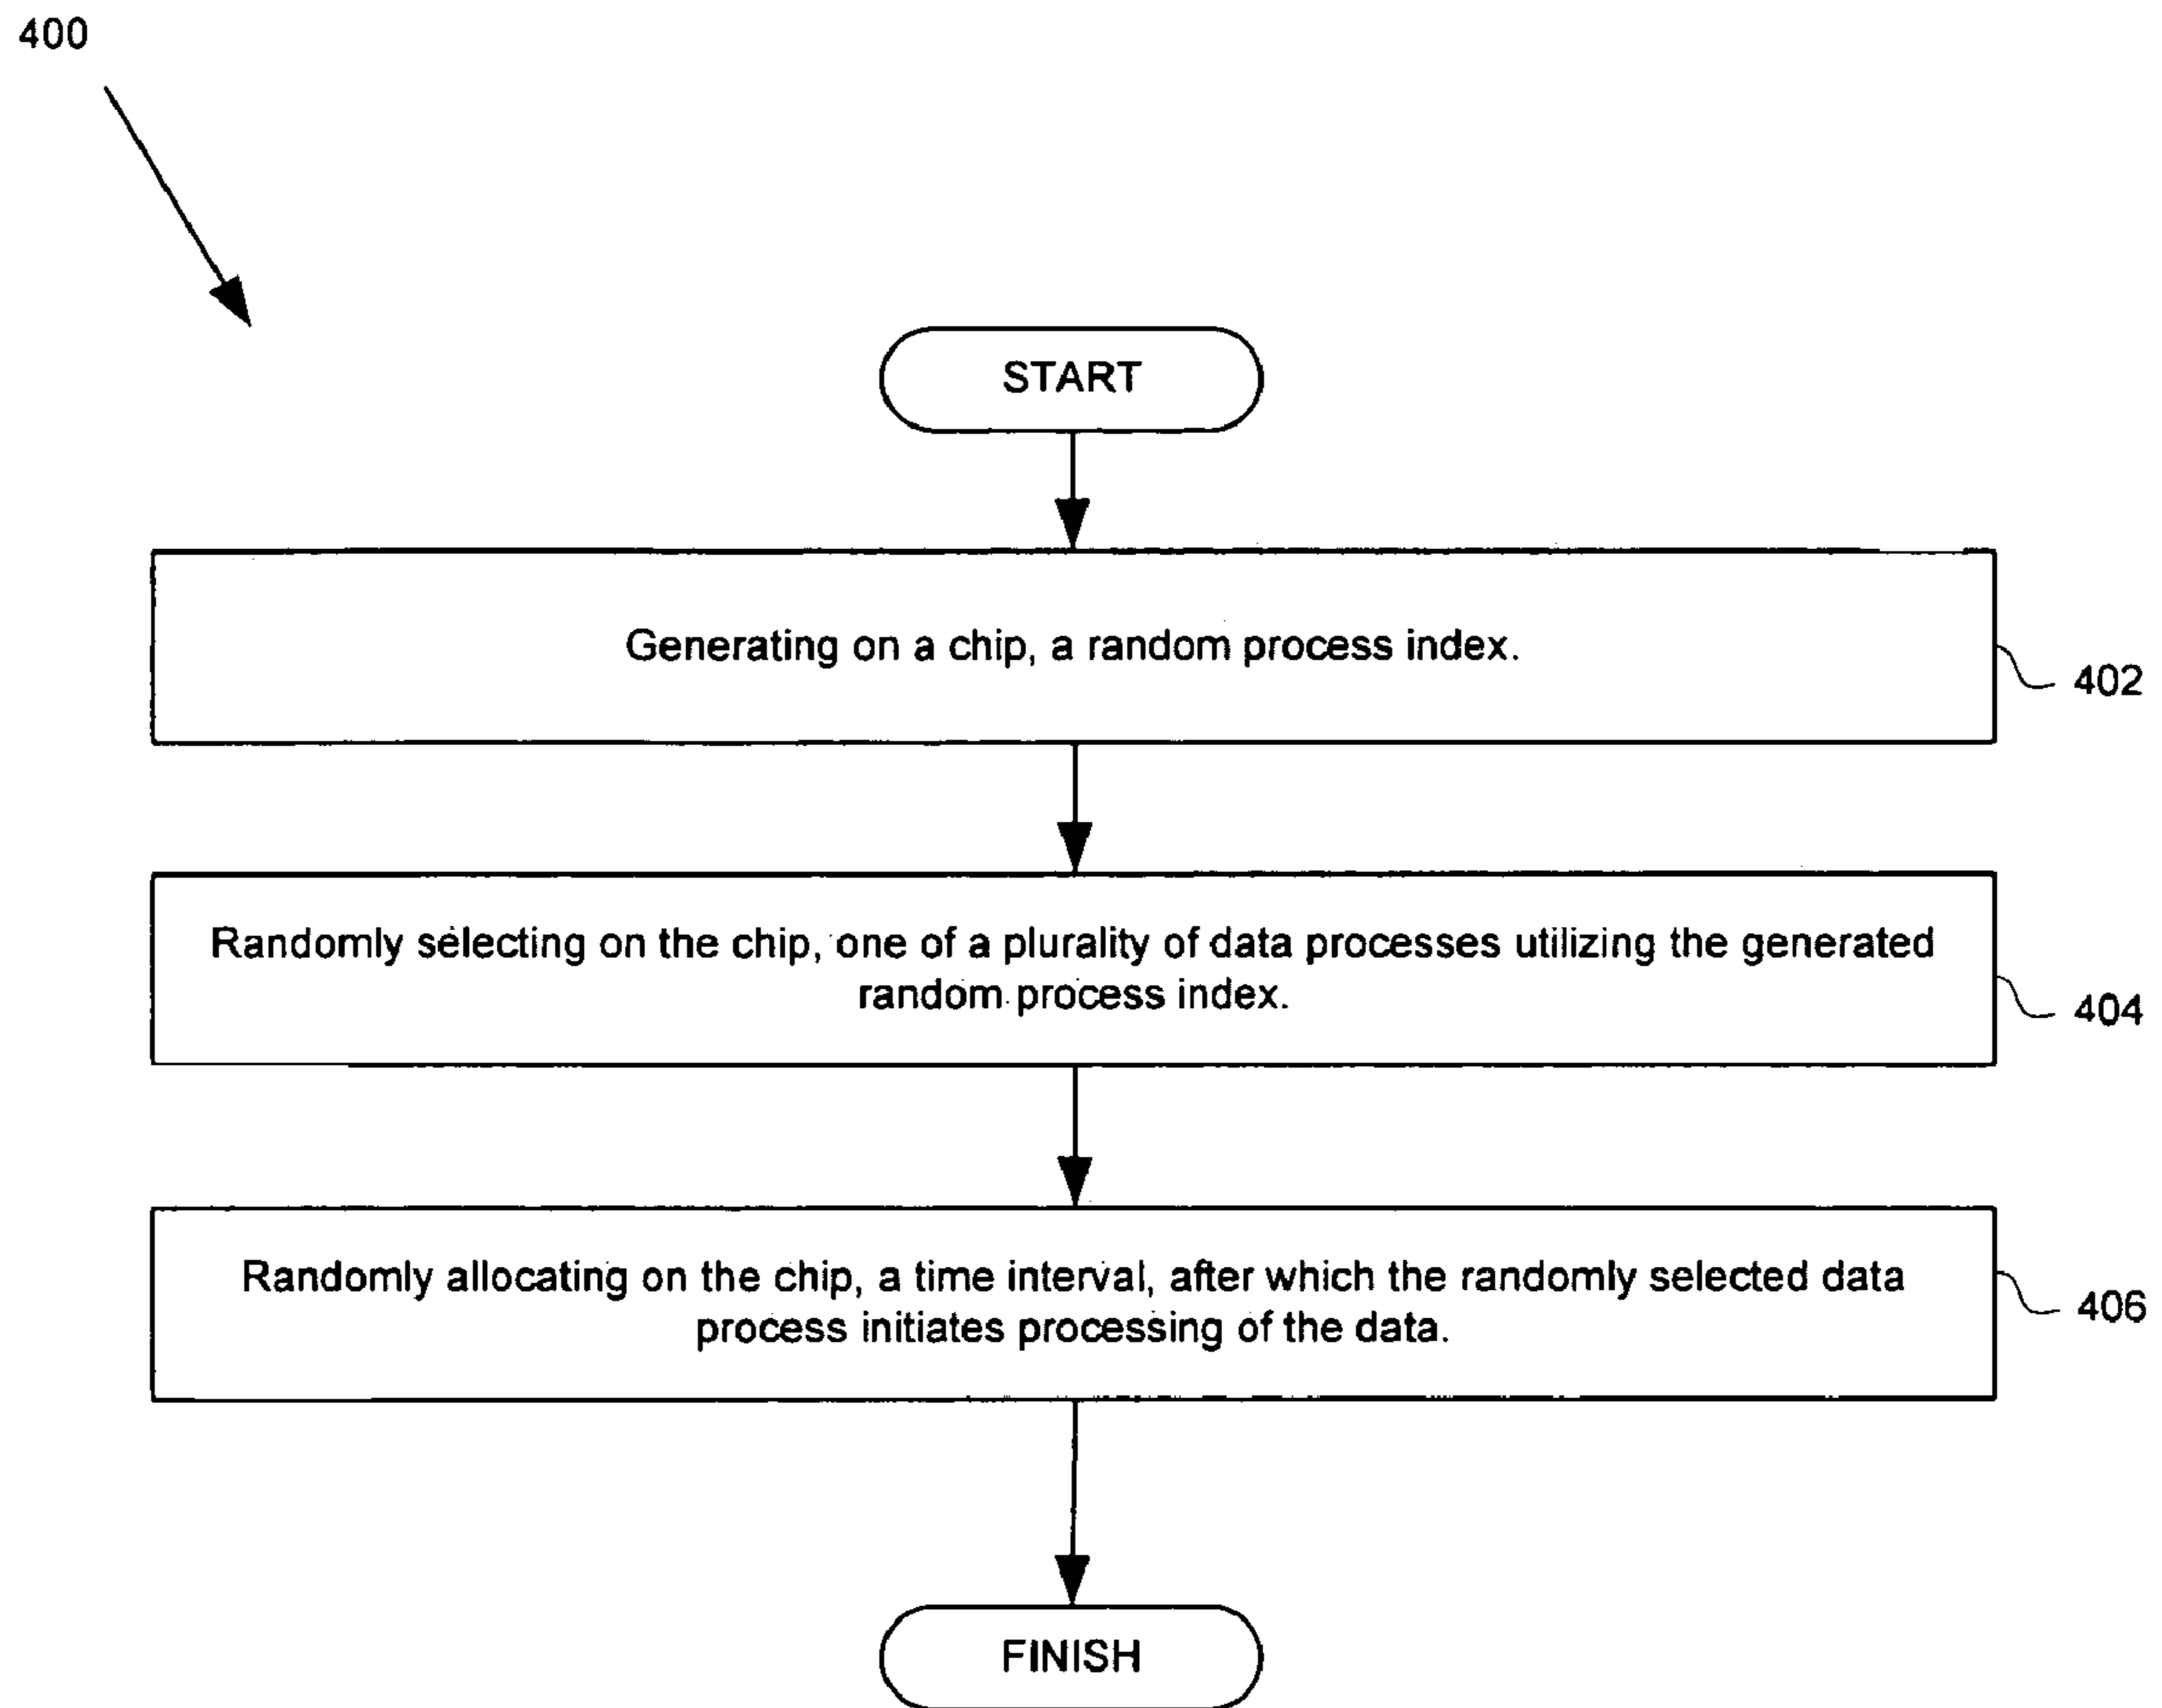 400
START
Generating on a chip, a random process index.
402
Randomly selecting on the chip, one of a plurality of data processes utilizing the generated
random process index.
404
Randomly allocating on the chip, a time interval, after which the randomly selected data
process initiates processing of the data.
406
FINISH